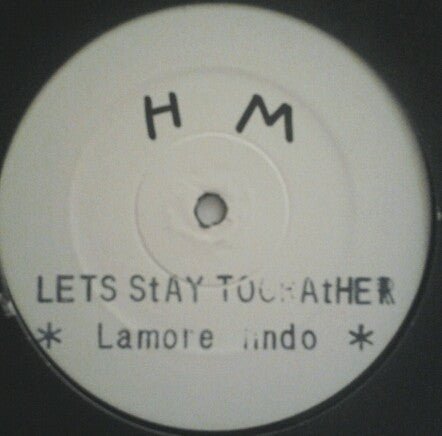 H M
LETS StAY
* Lamore *